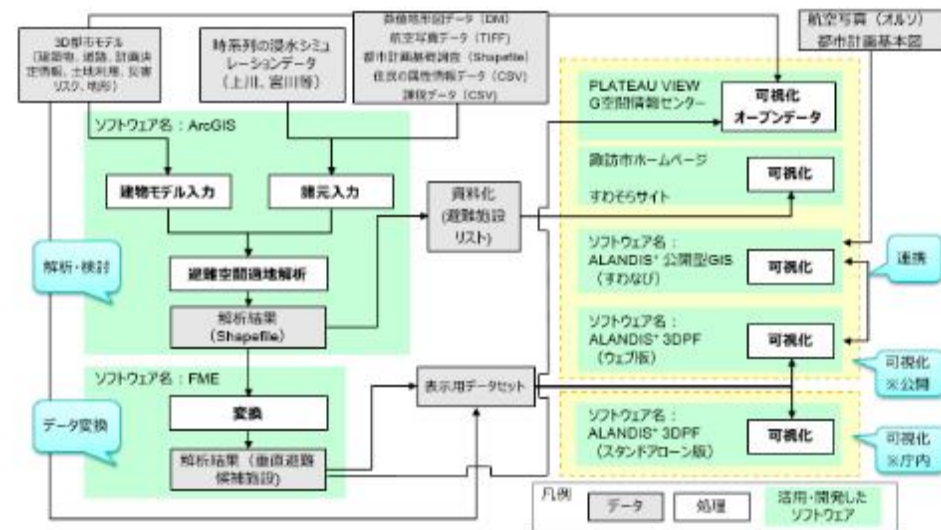 3D都市モデル
(建築物、道路、計画決
定情報、土地利用、災害
リスク、地形)
時系列の浸水シミュ
レーションデータ
(上川、宮川等)
数値地形図データ(DM)
航空写真データ(TIFF)
都市計画基礎調査(Shapefile)
住民の属性情報データ(CSV)
課税データ(CSV)
航空写真(オルソ)
都市計画基本図
ソフトウェア名:ArcGIS
建物モデル入力
諸元入力
避難空間適地解析
解析結果
(Shapefile)
解析・検討
資料化
(避難施設
リスト)
PLATEAU VIEW
G空間情報センター
可視化
オープンデータ
諏訪市ホームページ
すわそらサイト
可視化
ソフトウェア名:
ALANDIS⁺ 公開型GIS
(すわなび)
可視化
連携
ソフトウェア名:
ALANDIS⁺ 3DPF
(ウェブ版)
可視化
可視化
※公開
ソフトウェア名:FME
変換
解析結果(垂直避難
候補施設)
データ変換
表示用データセット
ソフトウェア名:
ALANDIS⁺ 3DPF
(スタンドアローン版)
可視化
可視化
※庁内
凡例
データ
処理
活用・開発した
ソフトウェア